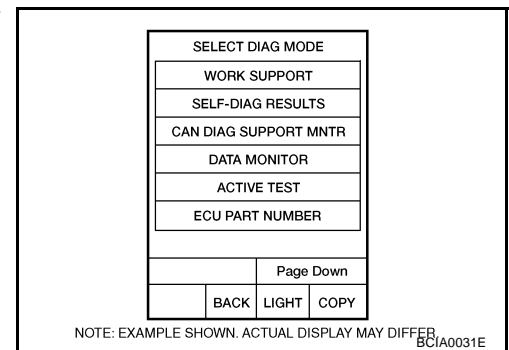 SELECT DIAG MODE
WORK SUPPORT
SELF-DIAG RESULTS
CAN DIAG SUPPORT MNTR
DATA MONITOR
ACTIVE TEST
ECU PART NUMBER
Page Down
BACK LIGHT COPY
NOTE: EXAMPLE SHOWN. ACTUAL DISPLAY MAY DIFFER.
BCIA0031E